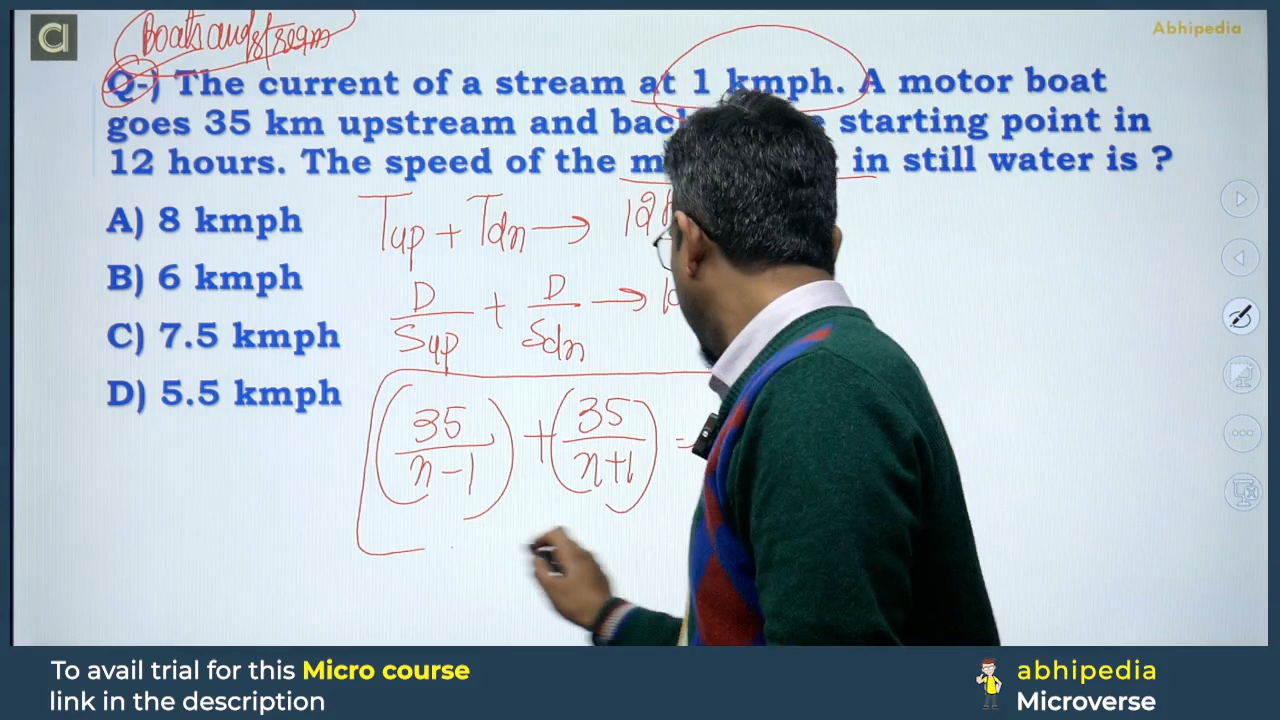 Boats and stream
Abhipedia
Q-) The current of a stream at 1 kmph. A motor boat
goes 35 km upstream and back starting point in
12 hours. The speed of the in still water is ?
A) 8 kmph
B) 6 kmph
C) 7.5 kmph
D) 5.5 kmph
Tup + Tdn → 12
D/Sup + D/Sdn →
(35/x-1) + (35/x+1)
To avail trial for this Micro course
link in the description
abhipedia
Microverse